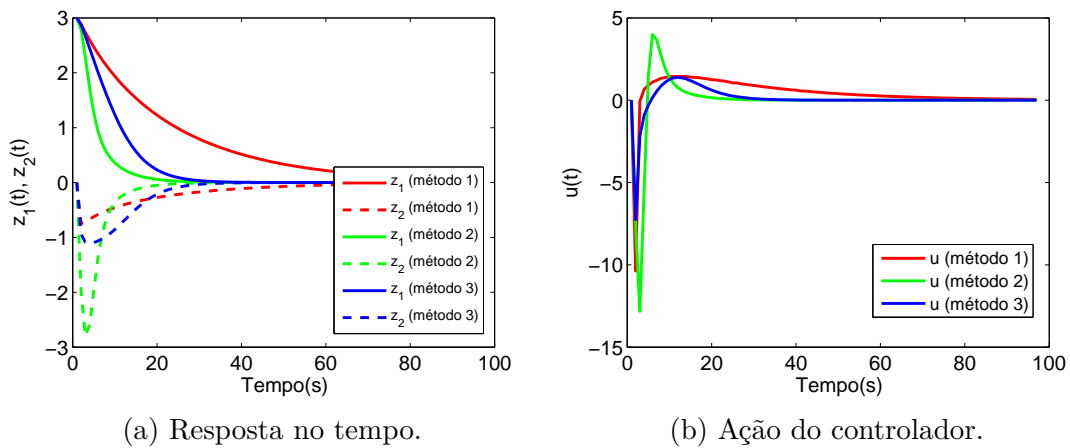 3
2
1
0
−1
−2
−3
0
20
40
60
80
100
z1(t), z2(t)
Tempo(s)
z1 (método 1)
z2 (método 1)
z1 (método 2)
z2 (método 2)
z1 (método 3)
z2 (método 3)
(a) Resposta no tempo.
5
0
−5
−10
−15
0
20
40
60
80
100
u(t)
Tempo(s)
u (método 1)
u (método 2)
u (método 3)
(b) Ação do controlador.